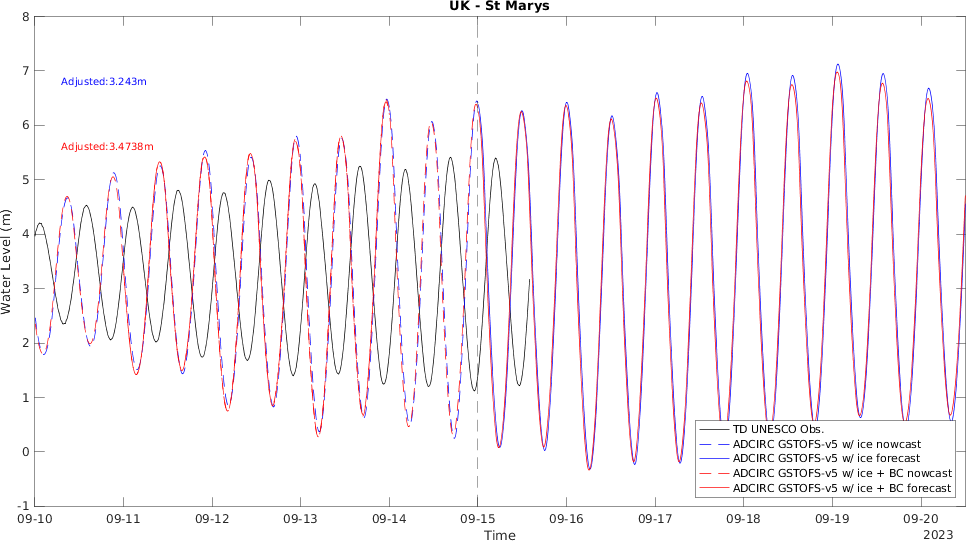 UK - St Marys
8
7
6
5
4
3
2
1
0
-1
Water Level (m)
Adjusted:3.243m
Adjusted:3.4738m
TD UNESCO Obs.
ADCIRC GSTOFS-v5 w/ ice nowcast
ADCIRC GSTOFS-v5 w/ ice forecast
ADCIRC GSTOFS-v5 w/ ice + BC nowcast
ADCIRC GSTOFS-v5 w/ ice + BC forecast
09-10 09-11 09-12 09-13 09-14 09-15 09-16 09-17 09-18 09-19 09-20
Time
2023